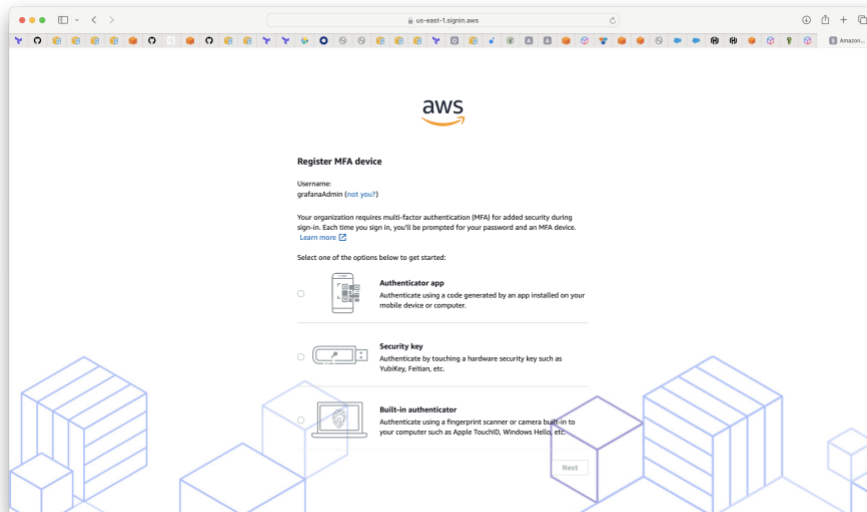 us-east-1.signin.aws
Amazon...
aws
Register MFA device
Username:
grafanaAdmin (not you?)
Your organization requires multi-factor authentication (MFA) for added security during
sign-in. Each time you sign in, you'll be prompted for your password and an MFA device.
Learn more
Select one of the options below to get started:
Authenticator app
Authenticate using a code generated by an app installed on your
mobile device or computer.
Security key
Authenticate by touching a hardware security key such as
YubiKey, Feitian, etc.
Built-in authenticator
Authenticate using a fingerprint scanner or camera built-in to
your computer such as Apple TouchID, Windows Hello, etc.
Next